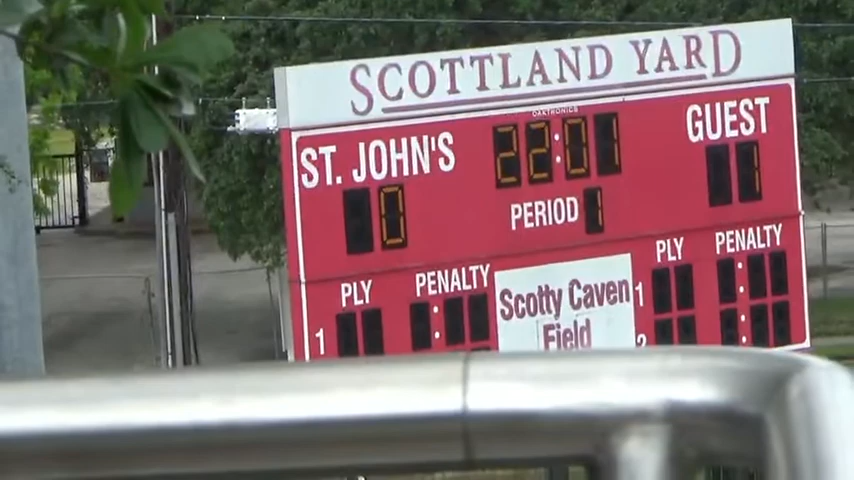 SCOTTLAND YARD
DAKTRONICS
ST. JOHN'S 22:01 GUEST
0 PERIOD 1 1
PLY PENALTY PLY PENALTY
1 Scotty Caven 1
Field 2